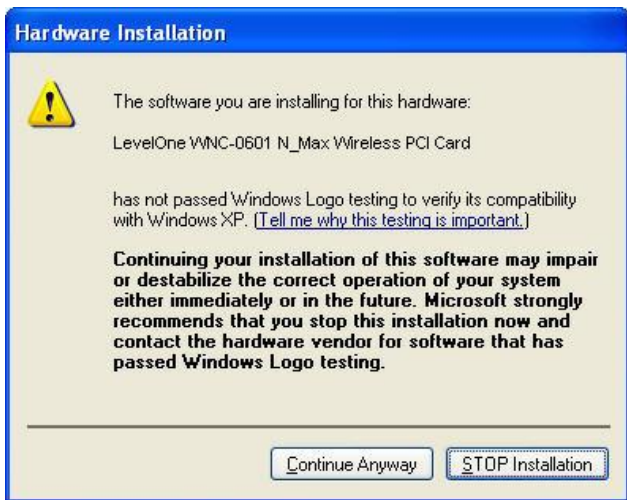 Hardware Installation
The software you are installing for this hardware:
LevelOne WNC-0601 N_Max Wireless PCI Card
has not passed Windows Logo testing to verify its compatibility
with Windows XP. (Tell me why this testing is important.)
Continuing your installation of this software may impair
or destabilize the correct operation of your system
either immediately or in the future. Microsoft strongly
recommends that you stop this installation now and
contact the hardware vendor for software that has
passed Windows Logo testing.
Continue Anyway
STOP Installation